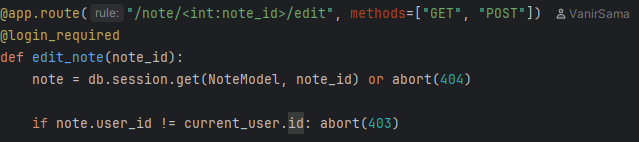 @app.route(rule: "/note/<int:note_id>/edit", methods=["GET", "POST"]) VanirSama
@login_required
def edit_note(note_id):
    note = db.session.get(NoteModel, note_id) or abort(404)
    if note.user_id != current_user.id: abort(403)